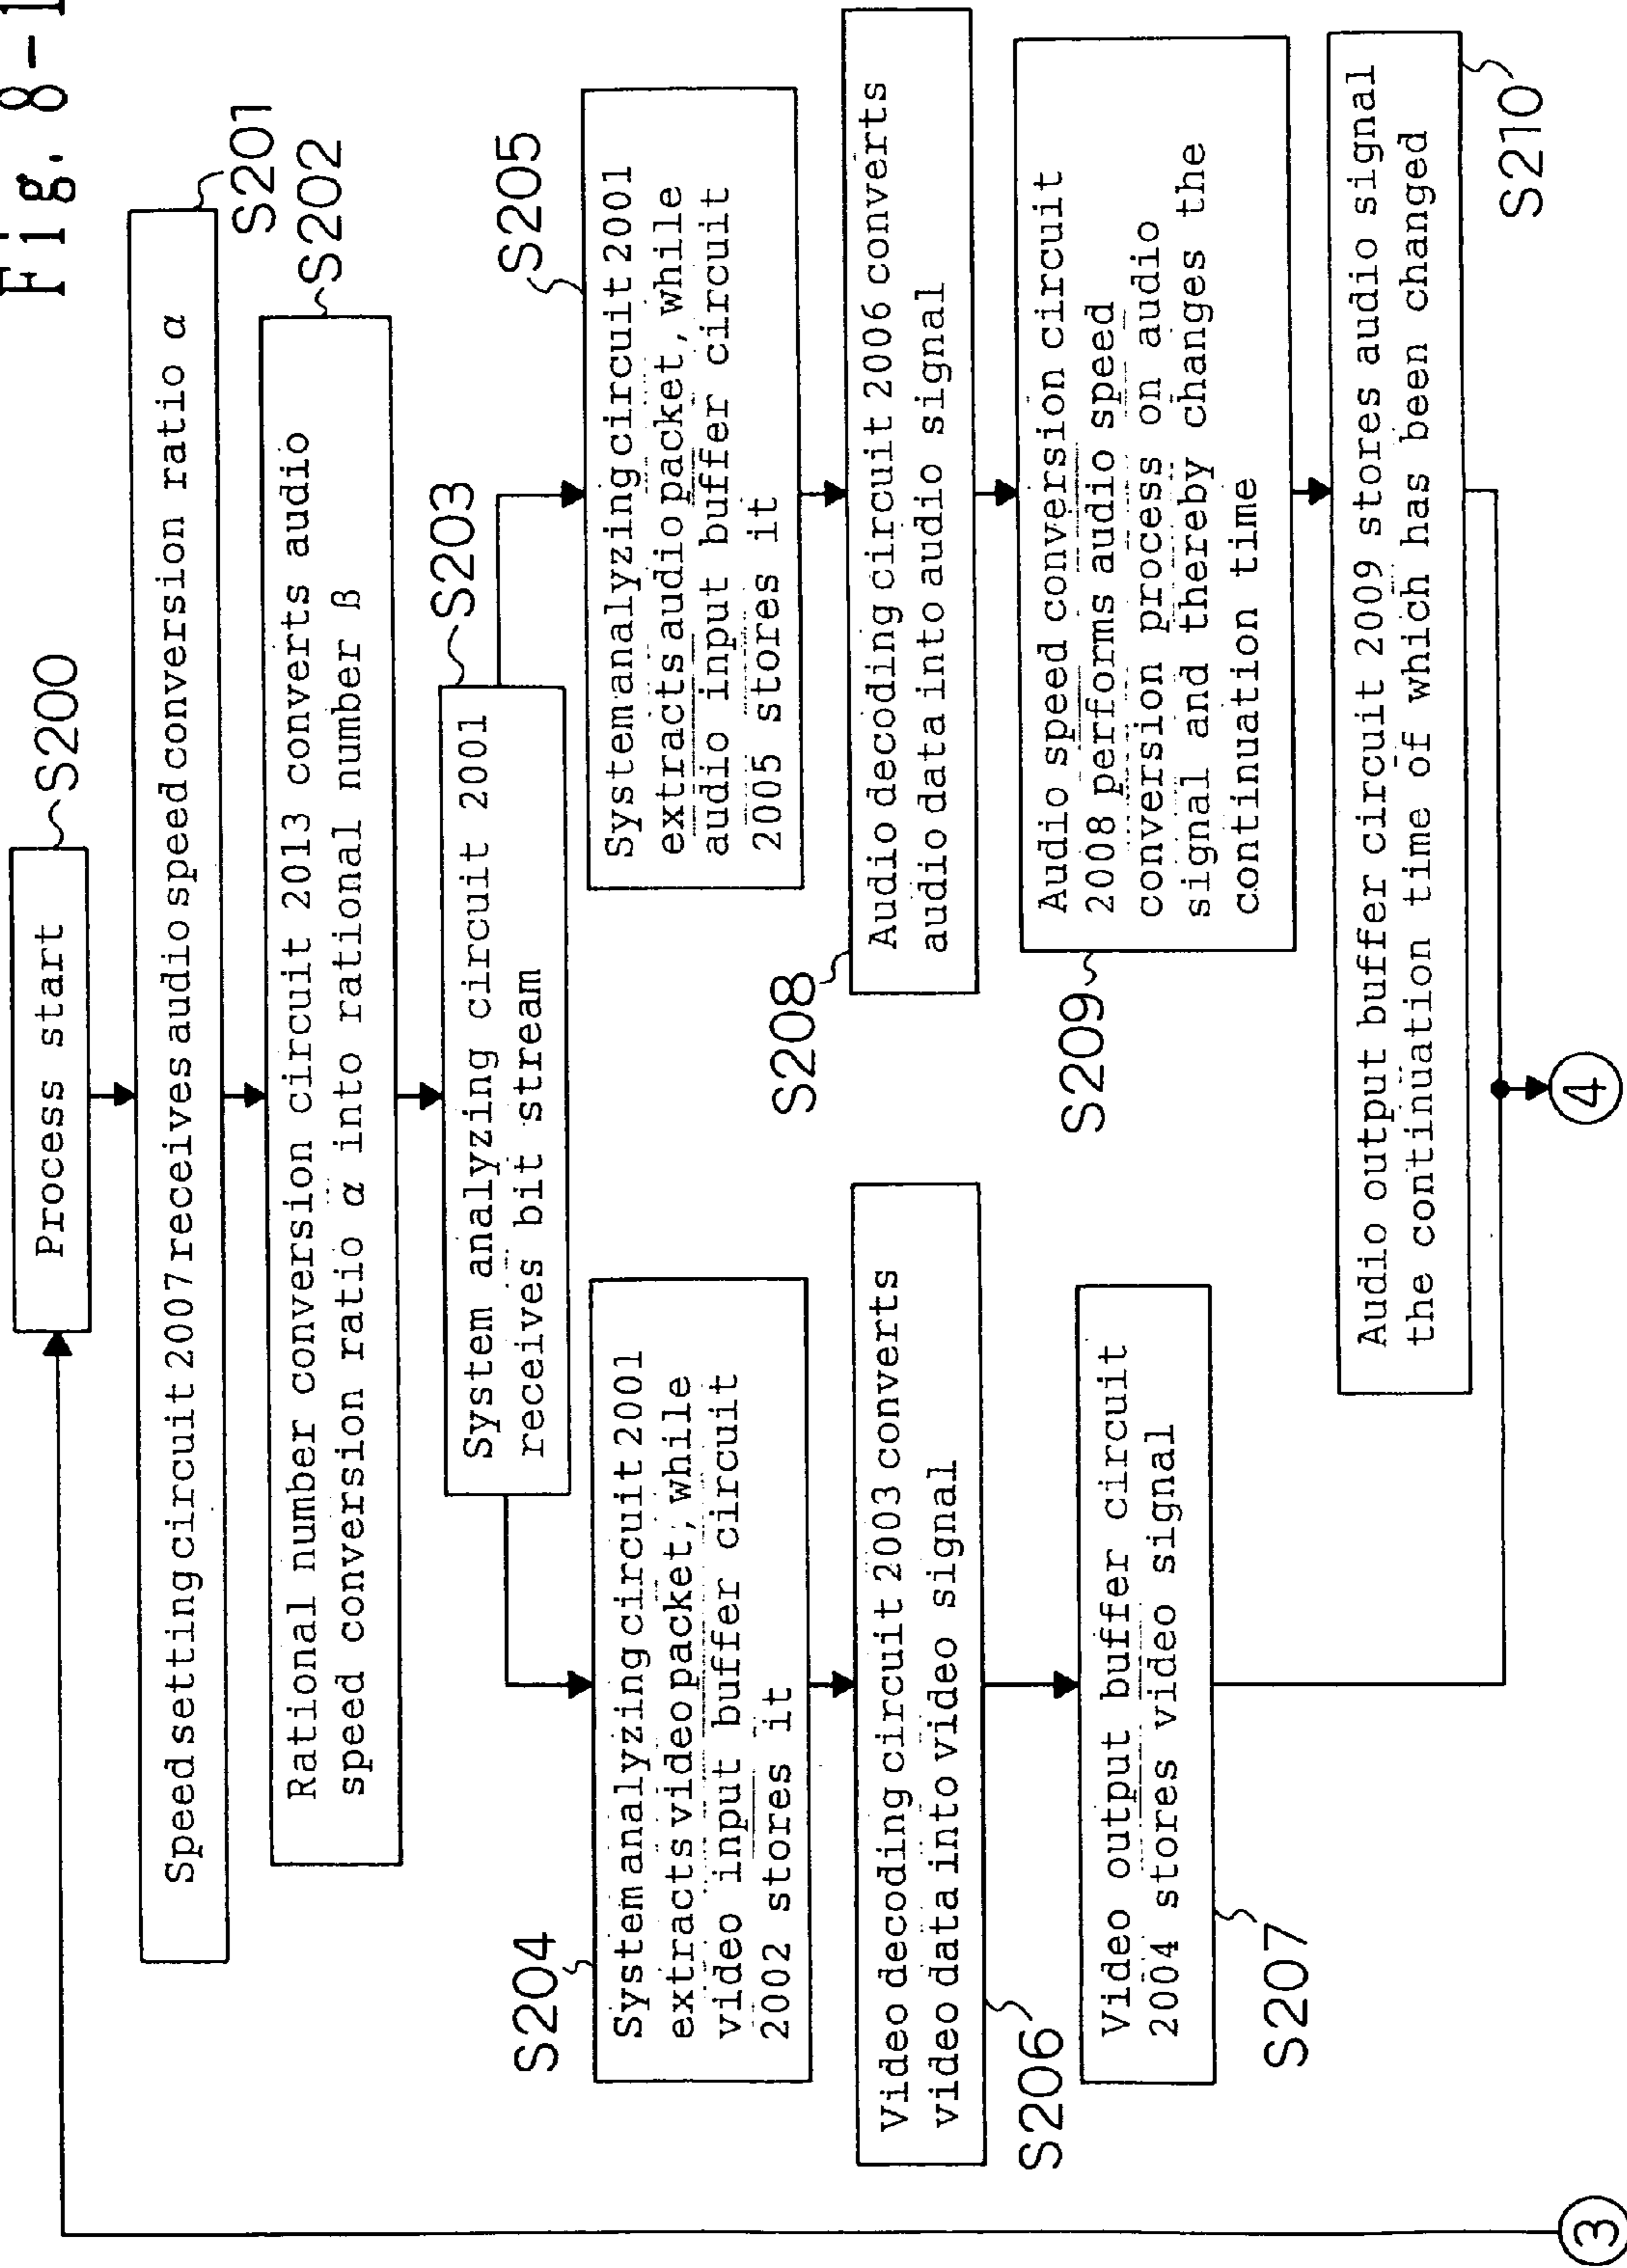 Fig. 8-1
Process start
S200
Speed setting circuit 2007 receives audio speed conversion ratio α
S201
Rational number conversion circuit 2013 converts audio
speed conversion ratio α into rational number β
S202
System analyzing circuit 2001
receives bit stream
S203
S204
System analyzing circuit 2001
extracts video packet, while
video input buffer circuit
2002 stores it
S205
System analyzing circuit 2001
extracts audio packet, while
audio input buffer circuit
2005 stores it
Video decoding circuit 2003 converts
video data into video signal
S206
S208
Audio decoding circuit 2006 converts
audio data into audio signal
Video output buffer circuit
2004 stores video signal
S207
S209
Audio speed conversion circuit
2008 performs audio speed
conversion process on audio
signal and thereby changes the
continuation time
Audio output buffer circuit 2009 stores audio signal
the continuation time of which has been changed
S210
3
4